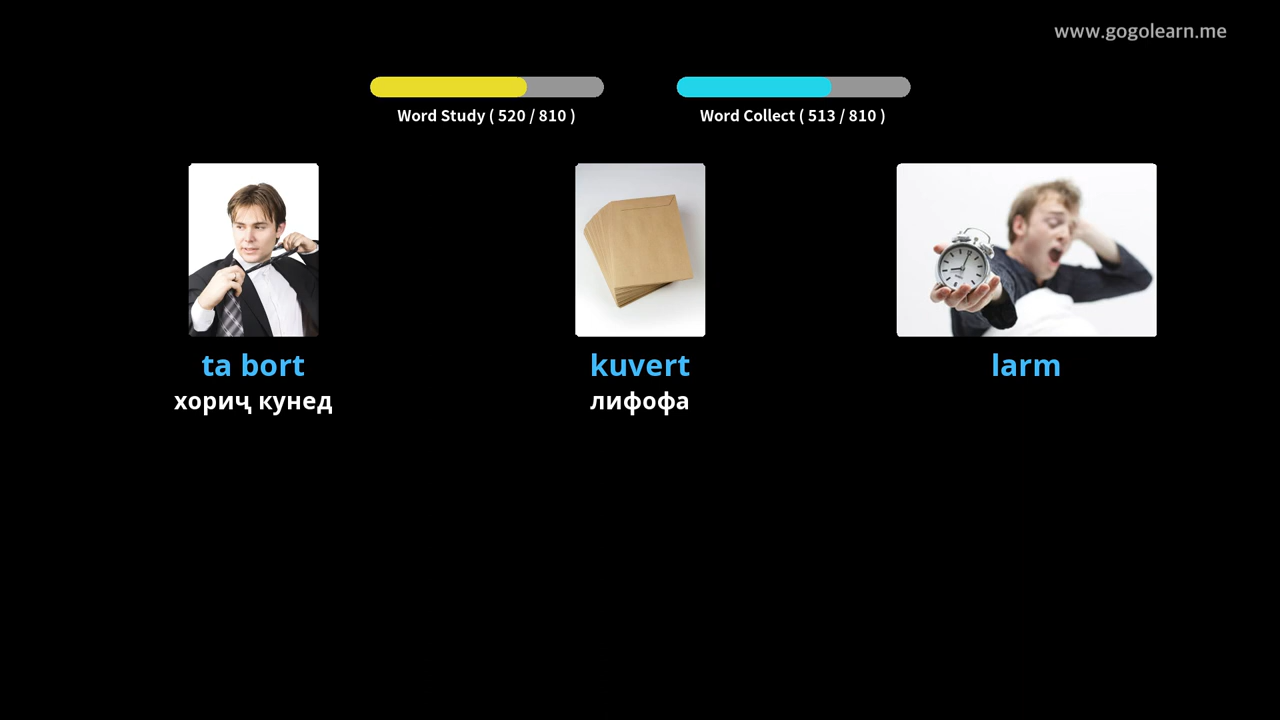 www.gogolearn.me
Word Study ( 520 / 810 )
Word Collect ( 513 / 810 )
ta bort
хориҷ кунед
kuvert
лифофа
larm